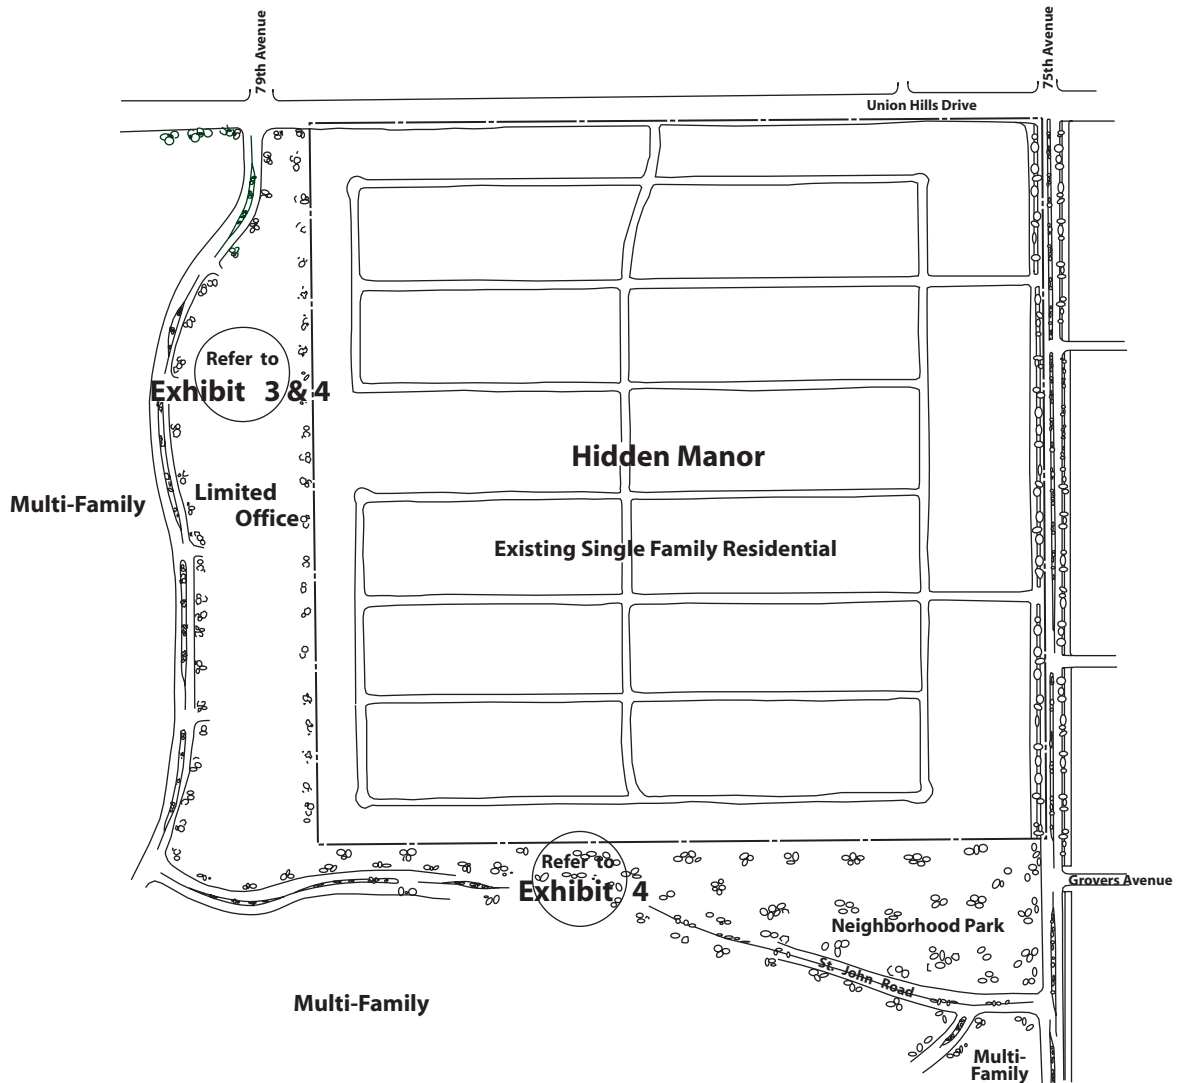 79th Avenue
75th Avenue
Union Hills Drive
Refer to
Exhibit 3 & 4
Hidden Manor
Multi-Family
Limited
Office
Existing Single Family Residential
Refer to
Exhibit 4
Grovers Avenue
Neighborhood Park
St. John Road
Multi-Family
Multi-
Family